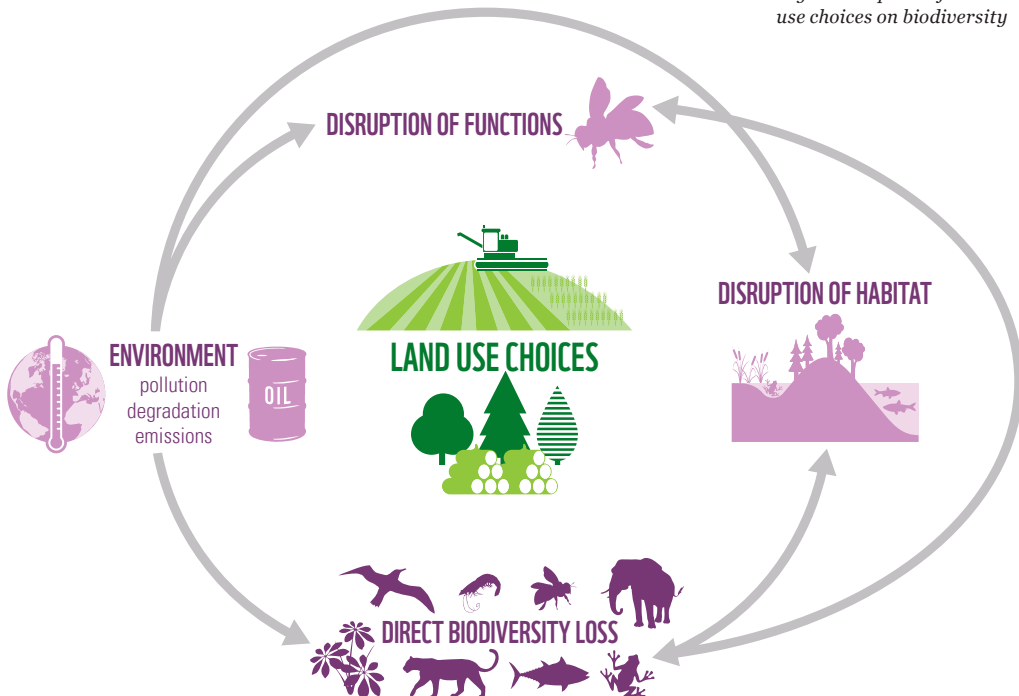 use choices on biodiversity
DISRUPTION OF FUNCTIONS
DISRUPTION OF HABITAT
LAND USE CHOICES
ENVIRONMENT
pollution
degradation
emissions
OIL
DIRECT BIODIVERSITY LOSS